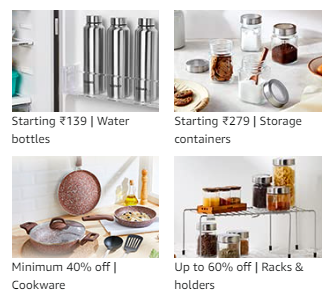 Starting ₹139 | Water
bottles
Starting ₹279 | Storage
containers
Minimum 40% off |
Cookware
Up to 60% off | Racks &
holders